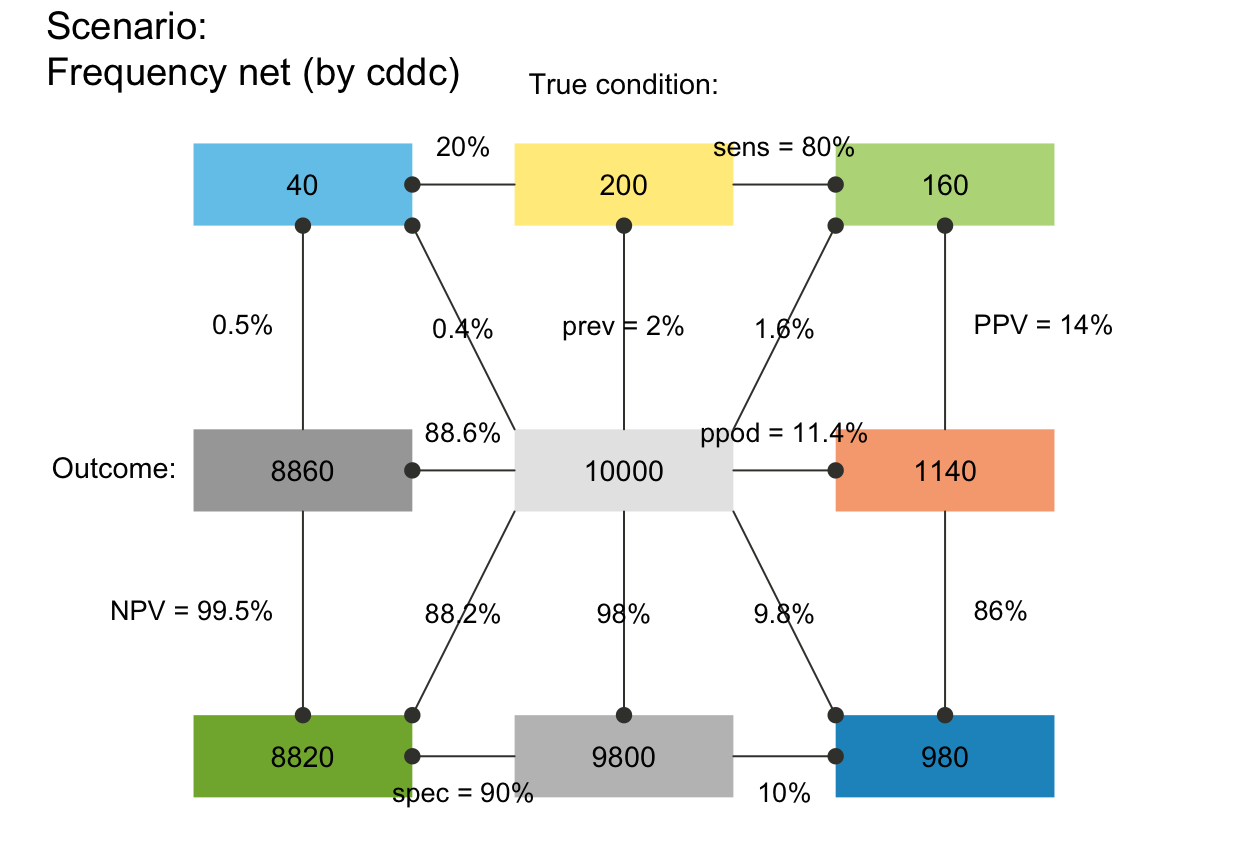 Scenario:
Frequency net (by cddc)
True condition:
20%
sens = 80%
40
200
160
0.5%
0.4%
prev = 2%
1.6%
PPV = 14%
88.6%
ppod = 11.4%
Outcome:
8860
10000
1140
NPV = 99.5%
88.2%
98%
9.8%
86%
8820
9800
980
spec = 90%
10%